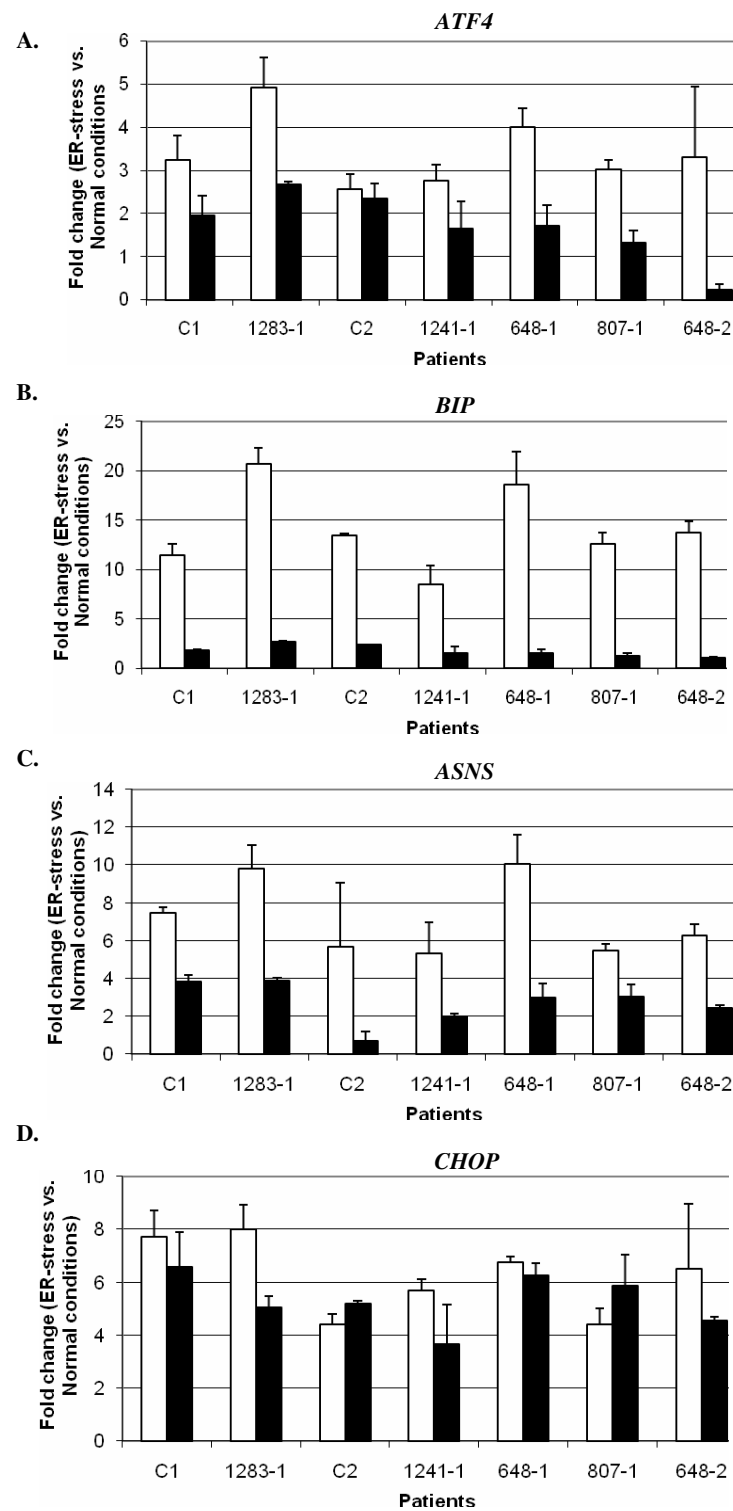 A.
ATF4
Fold change (ER-stress vs.
Normal conditions
6
5
4
3
2
1
0
C1 1283-1 C2 1241-1 648-1 807-1 648-2
Patients
B.
BIP
Fold change (ER-stress vs.
Normal conditions)
25
20
15
10
5
0
C1 1283-1 C2 1241-1 648-1 807-1 648-2
Patients
C.
ASNS
Fold change (ER-stress vs.
Normal conditions)
14
12
10
8
6
4
2
0
C1 1283-1 C2 1241-1 648-1 807-1 648-2
Patients
D.
CHOP
Fold change (ER-stress vs.
Normal conditions)
10
8
6
4
2
0
C1 1283-1 C2 1241-1 648-1 807-1 648-2
Patients